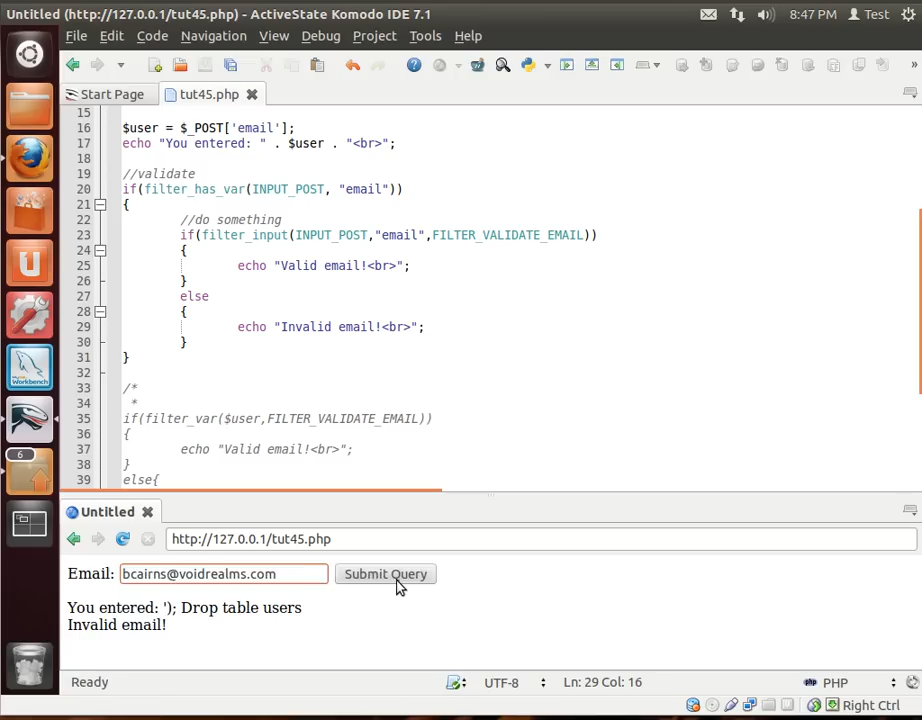 Untitled (http://127.0.0.1/tut45.php) - ActiveState Komodo IDE 7.1
8:47 PM
Test
File Edit Code Navigation View Debug Project Tools Help
»
Start Page
tut45.php
15
16 $user = $_POST['email'];
17 echo "You entered: " . $user . "<br>";
18
19 //validate
20 if(filter_has_var(INPUT_POST, "email"))
21 {
22 //do something
23 if(filter_input(INPUT_POST,"email",FILTER_VALIDATE_EMAIL))
24 {
25 echo "Valid email!<br>";
26 }
27 else
28 {
29 echo "Invalid email!<br>";
30 }
31 }
32
33 /*
34 *
35 if(filter_var($user,FILTER_VALIDATE_EMAIL))
36 {
37 echo "Valid email!<br>";
38 }
39 else{
Workbench
6
Untitled
http://127.0.0.1/tut45.php
Email: bcairns@voidrealms.com Submit Query
You entered: '); Drop table users
Invalid email!
Ready
UTF-8
Ln: 29 Col: 16
PHP
Right Ctrl